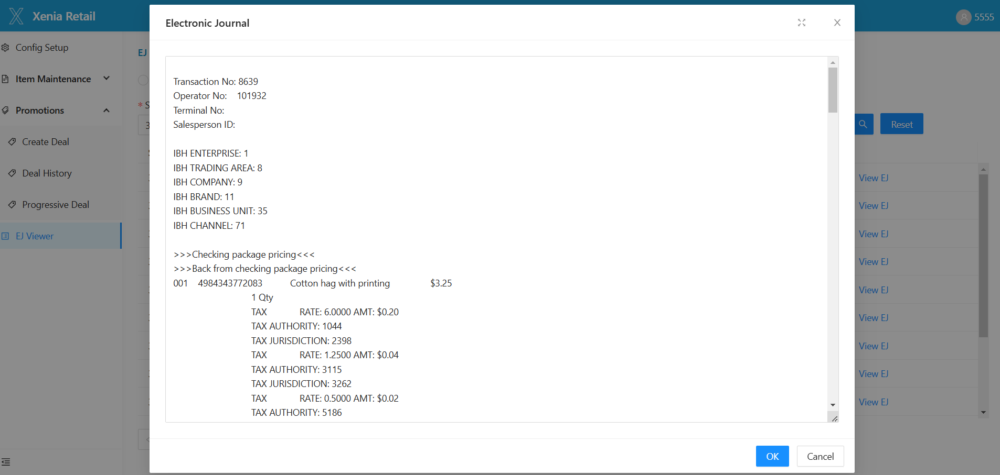 Xenia Retail
5555
Config Setup
Item Maintenance
Promotions
Create Deal
Deal History
Progressive Deal
EJ Viewer
EJ
* S
3
Reset
View EJ
View EJ
View EJ
View EJ
View EJ
View EJ
View EJ
View EJ
View EJ
Electronic Journal
Transaction No: 8639
Operator No: 101932
Terminal No:
Salesperson ID:
IBH ENTERPRISE: 1
IBH TRADING AREA: 8
IBH COMPANY: 9
IBH BRAND: 11
IBH BUSINESS UNIT: 35
IBH CHANNEL: 71
>>>Checking package pricing<<<
>>>Back from checking package pricing<<<
001 4984343772083 Cotton hag with printing $3.25
1 Qty
TAX RATE: 6.0000 AMT: $0.20
TAX AUTHORITY: 1044
TAX JURISDICTION: 2398
TAX RATE: 1.2500 AMT: $0.04
TAX AUTHORITY: 3115
TAX JURISDICTION: 3262
TAX RATE: 0.5000 AMT: $0.02
TAX AUTHORITY: 5186
OK
Cancel